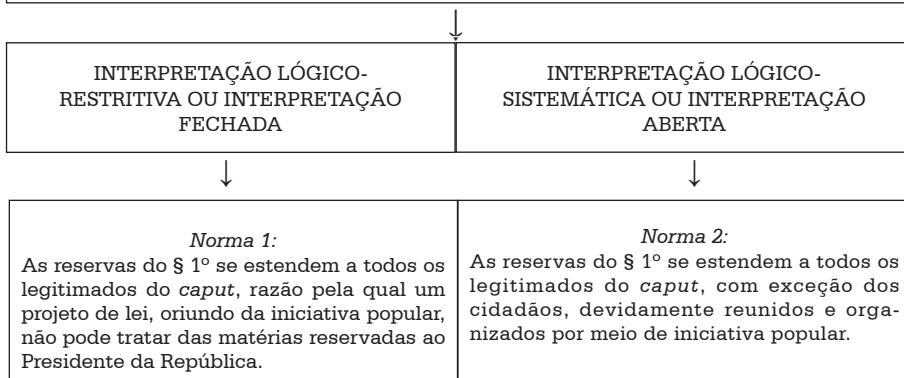 INTERPRETAÇÃO LÓGICO-
RESTRITIVA OU INTERPRETAÇÃO
FECHADA
INTERPRETAÇÃO LÓGICO-
SISTEMÁTICA OU INTERPRETAÇÃO
ABERTA
Norma 1:
As reservas do § 1º se estendem a todos os
legitimados do caput, razão pela qual um
projeto de lei, oriundo da iniciativa popular,
não pode tratar das matérias reservadas ao
Presidente da República.
Norma 2:
As reservas do § 1º se estendem a todos os
legitimados do caput, com exceção dos
cidadãos, devidamente reunidos e orga-
nizados por meio de iniciativa popular.